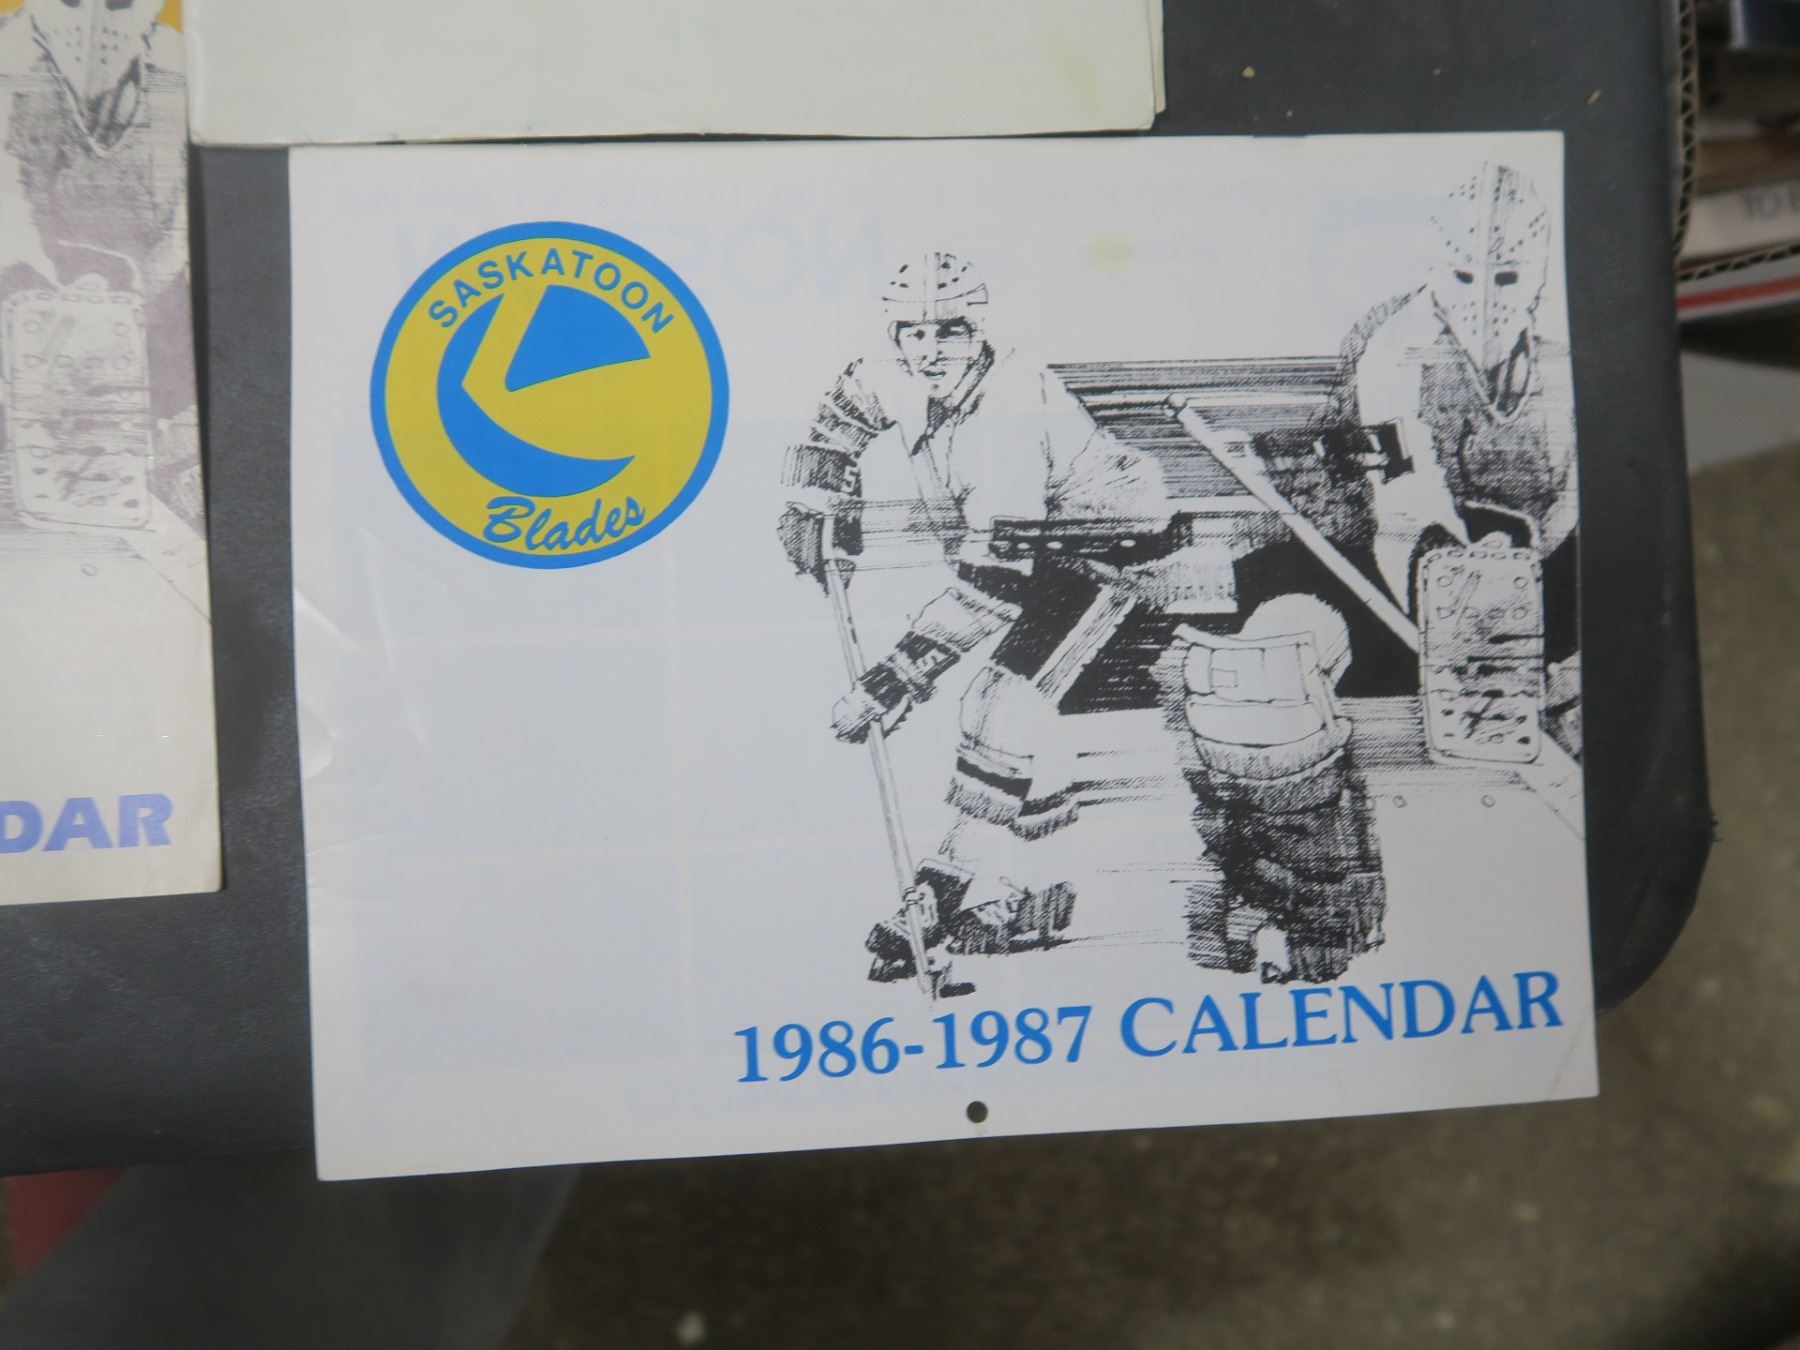 SASKATOON
Blades
DAR
1986-1987 CALENDAR